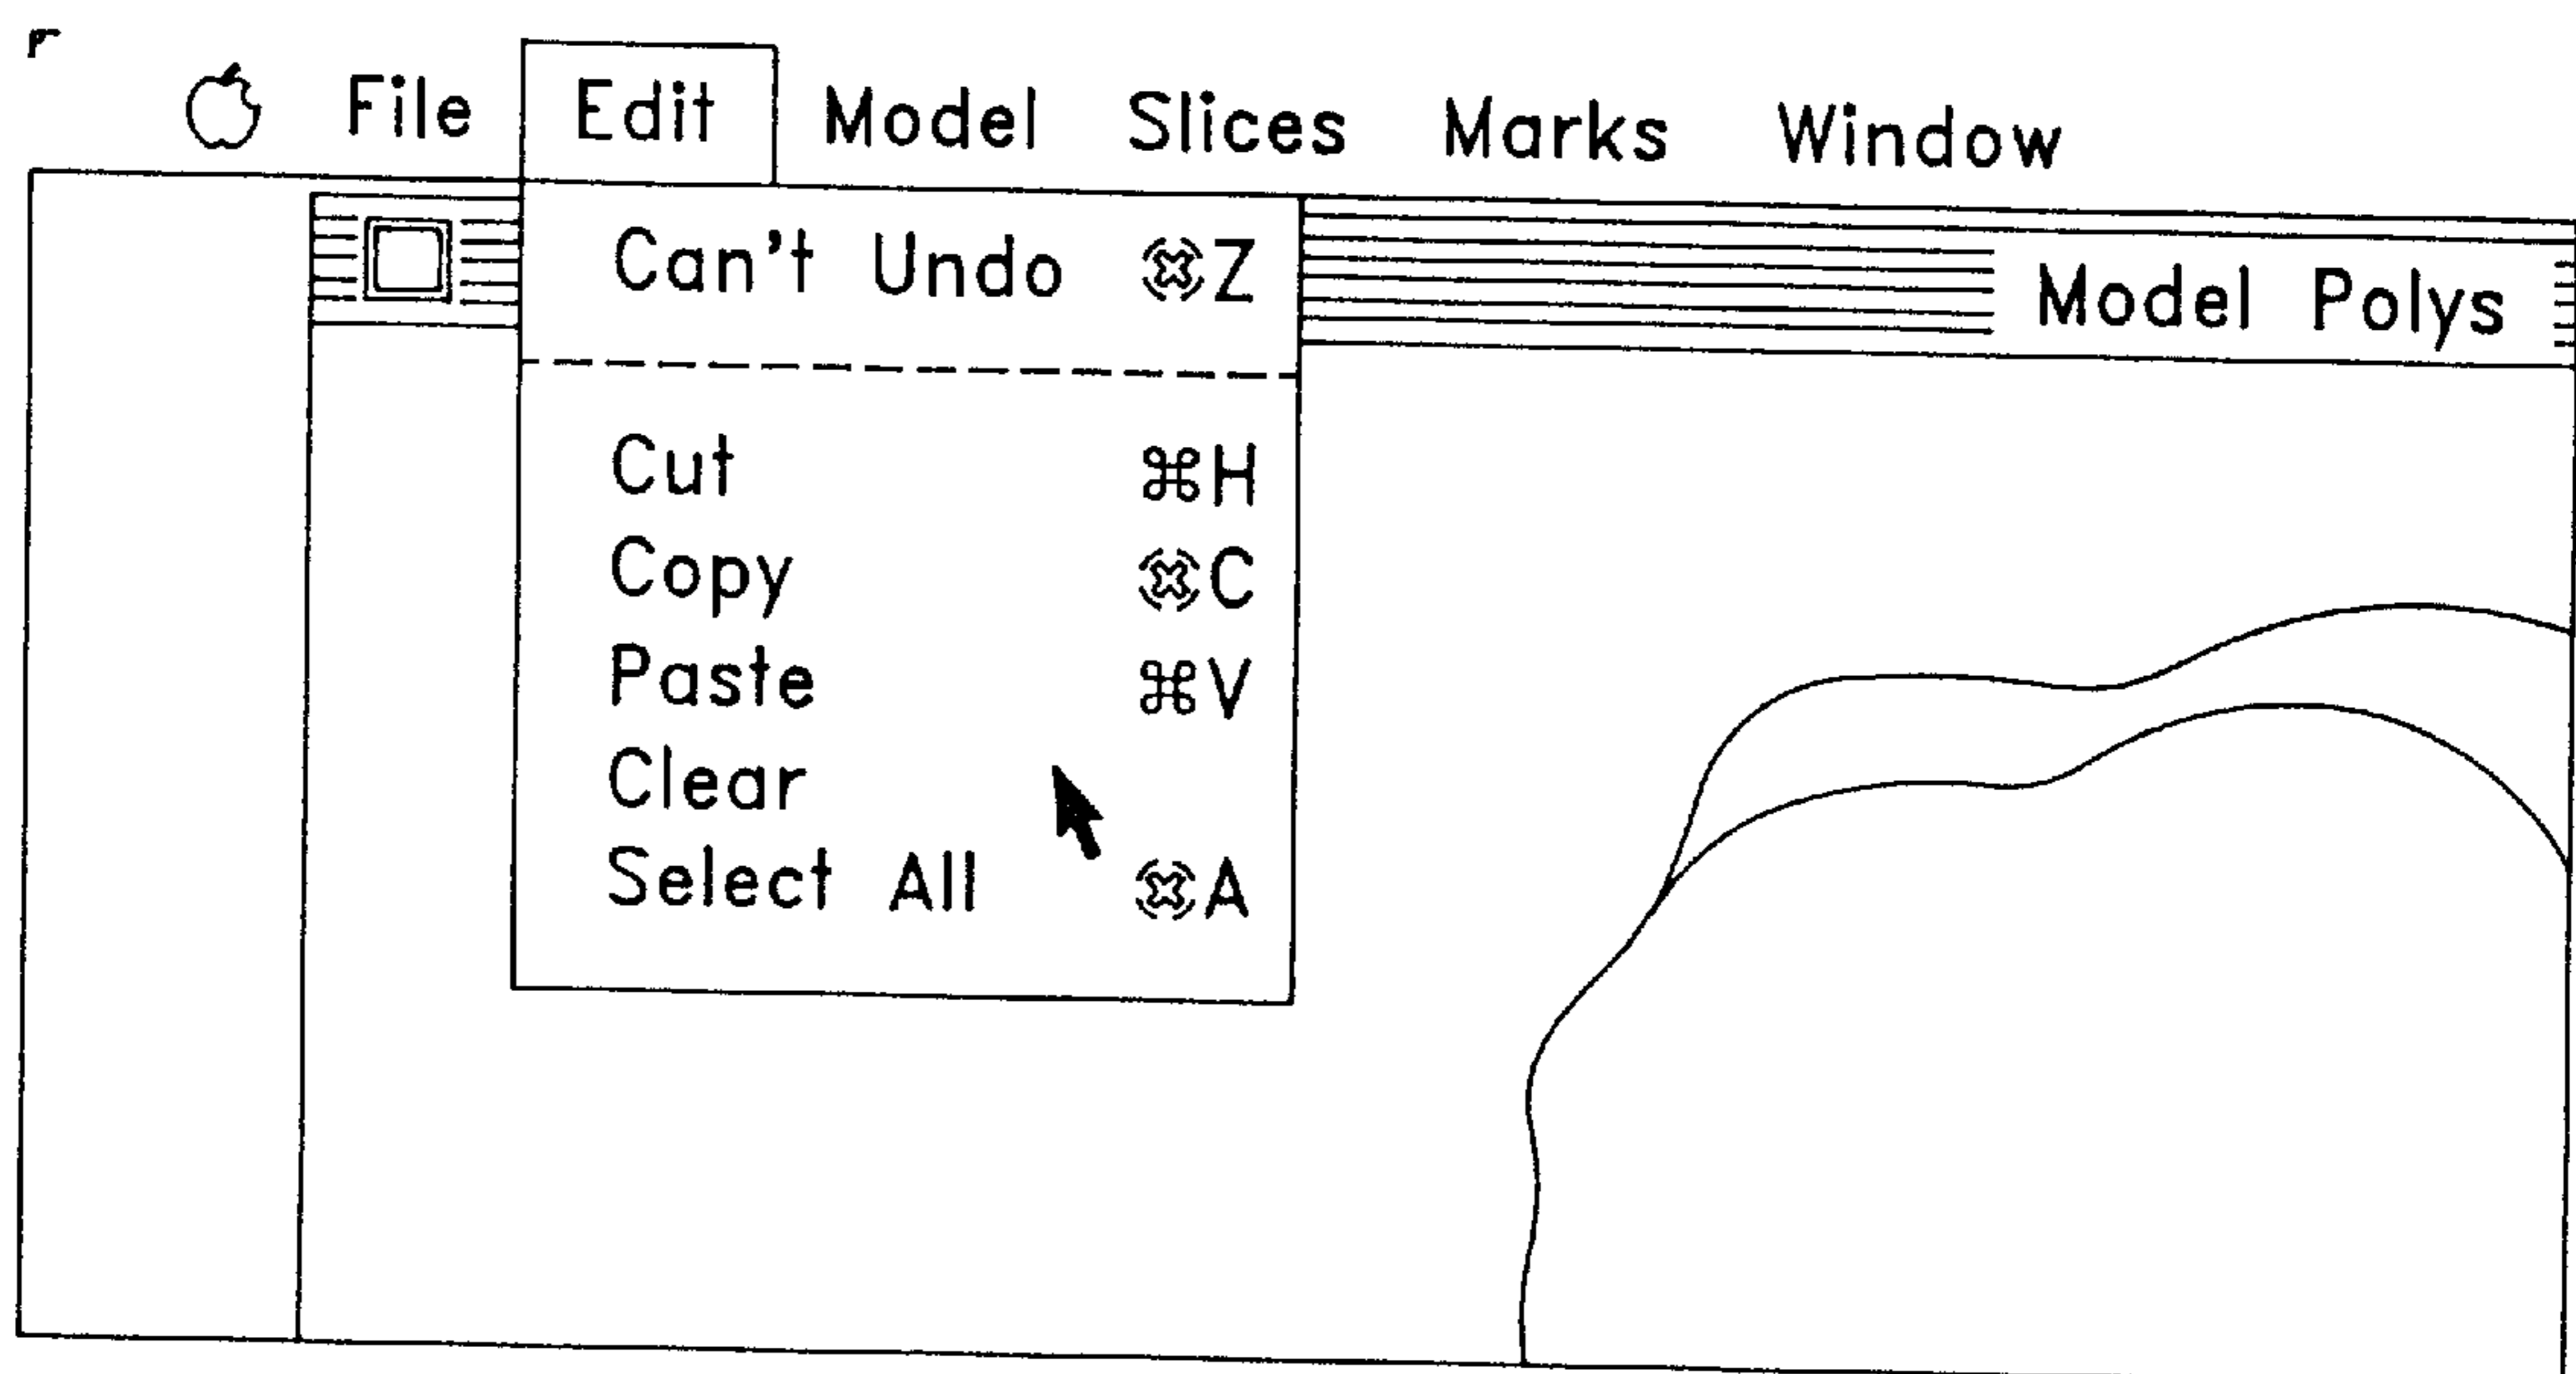 File Edit Model Slices Marks Window
Can't Undo ⌘Z
Model Polys
Cut ⌘H
Copy ⌘C
Paste ⌘V
Clear
Select All ⌘A